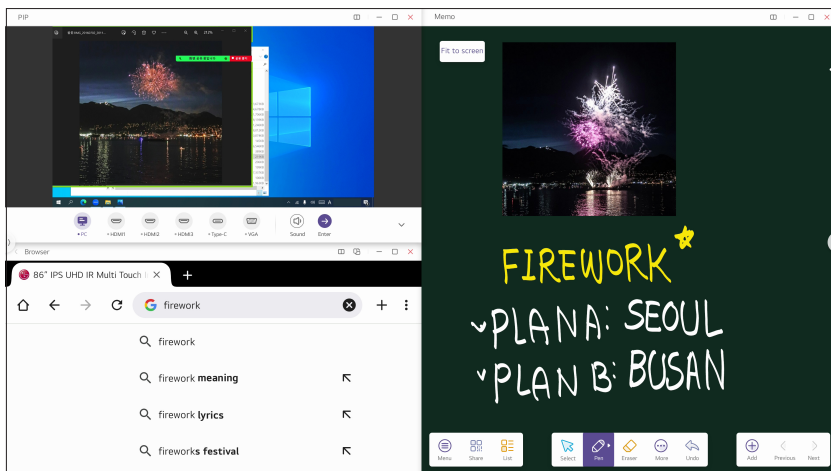 PIP
211%
PC
HDMI1
HDMI2
HDMI3
Type-C
VGA
Sound
Enter
Browser
86" IPS UHD IR Multi Touch
firework
firework
firework meaning
firework lyrics
fireworks festival
Memo
Fit to screen
FIREWORK
PLAN A: SEOUL
PLAN B: BUSAN
Menu
Share
List
Select
Pen
Eraser
More
Undo
Add
Previous
Next